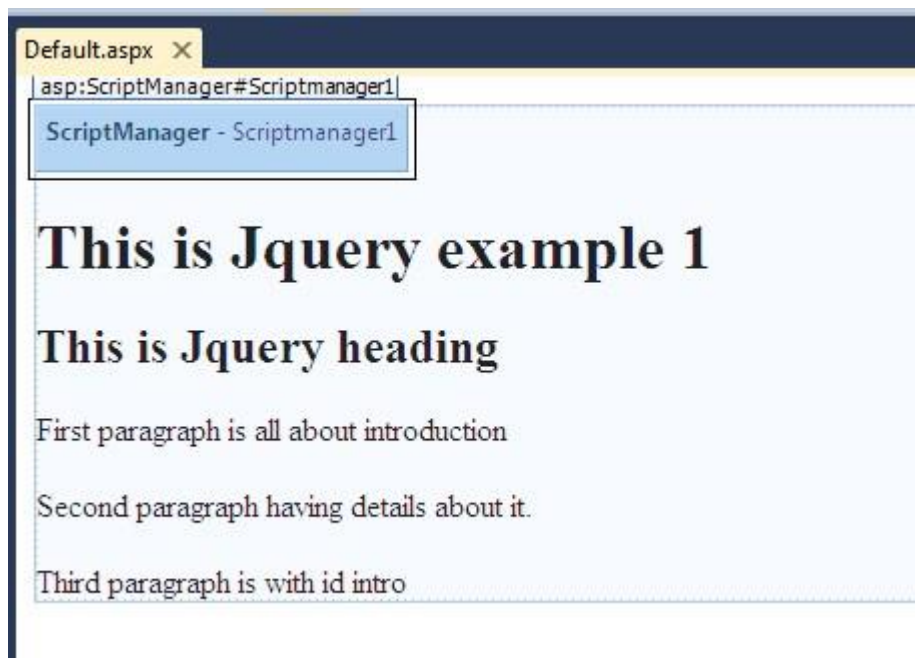 Default.aspx
asp:ScriptManager#Scriptmanager1
ScriptManager - Scriptmanager1
This is Jquery example 1
This is Jquery heading
First paragraph is all about introduction
Second paragraph having details about it.
Third paragraph is with id intro